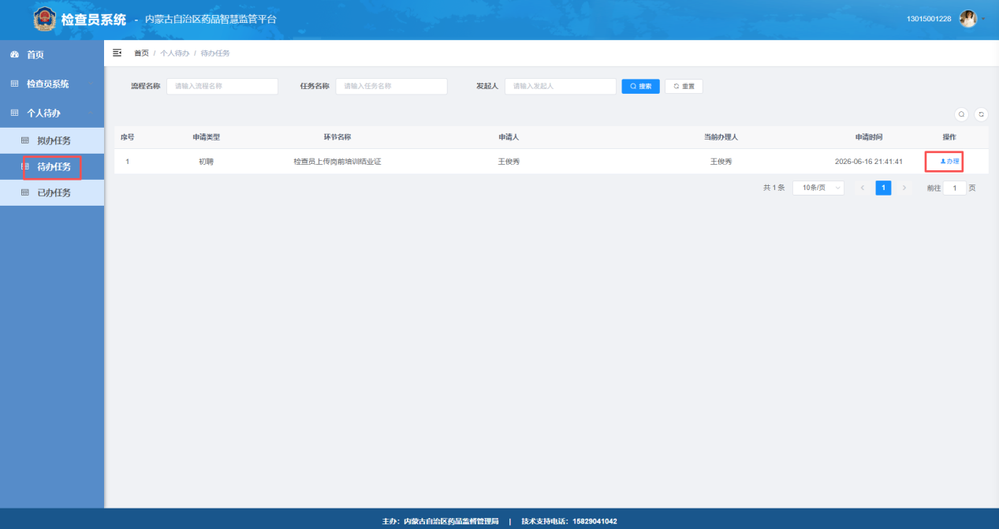 检查员系统 - 内蒙古自治区药品智慧监管平台
13015001228
首页
检查员系统
个人待办
拟办任务
待办任务
已办任务
首页 / 个人待办 / 待办任务
流程名称 请输入流程名称 任务名称 请输入任务名称 发起人 请输入发起人 搜索 重置
序号 申请类型 环节名称 申请人 当前办理人 申请时间 操作
1 初聘 检查员上传岗前培训结业证 王俊秀 王俊秀 2026-06-16 21:41:41 办理
共 1 条 10条/页 1 前往 1 页
主办：内蒙古自治区药品监督管理局 | 技术支持电话：15829041042